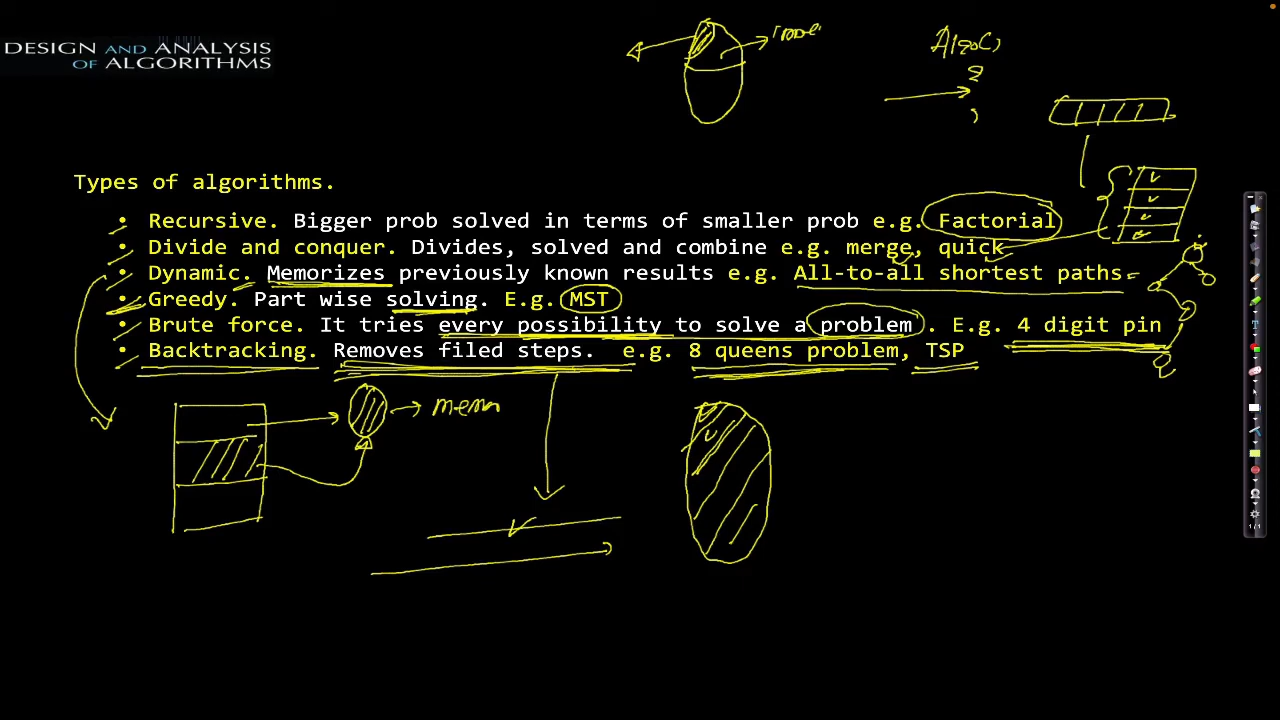 DESIGN AND ANALYSIS
OF ALGORITHMS
Algo()
Types of algorithms.
• Recursive. Bigger prob solved in terms of smaller prob e.g. Factorial
• Divide and conquer. Divides, solved and combine e.g. merge, quick
• Dynamic. Memorizes previously known results e.g. All-to-all shortest paths
• Greedy. Part wise solving. E.g. MST
• Brute force. It tries every possibility to solve a problem . E.g. 4 digit pin
• Backtracking. Removes filed steps. e.g. 8 queens problem, TSP
1/1